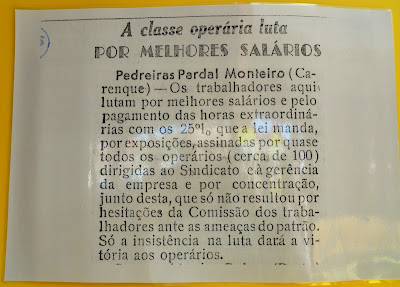 A classe operária luta
POR MELHORES SALÁRIOS
Pedreiras Pardal Monteiro (Ca-
renque) — Os trabalhadores aqui
lutam por melhores salários e pelo
pagamento das horas extraordiná-
rias com os 25%, que a lei manda,
por exposições, assinadas por quase
todos os operários (cerca de 100)
dirigidas ao Sindicato e à gerência
da empresa e por concentração,
junto desta, que só não resultou por
hesitações da Comissão dos traba-
lhadores ante as ameaças do patrão.
Só a insistência na luta dará a vi-
tória aos operários.